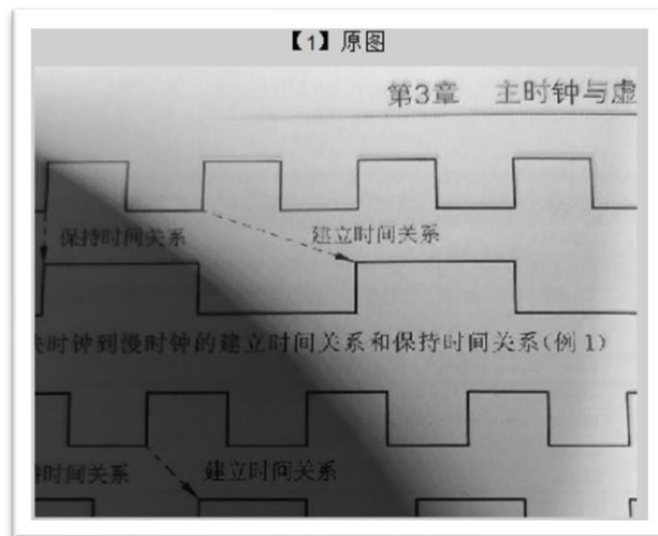 【1】原图
第3章 主时钟与虚
保持时间关系 建立时间关系
时钟到慢时钟的建立时间关系和保持时间关系(例1)
时间关系 建立时间关系